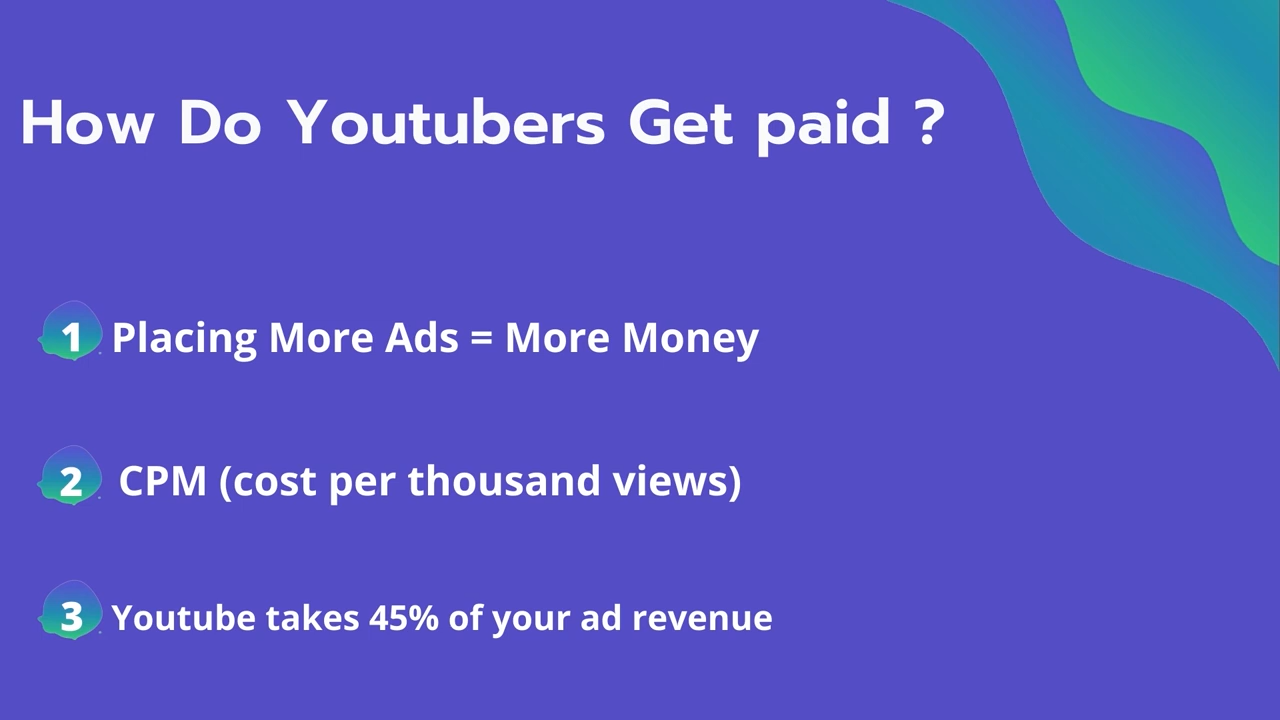 How Do Youtubers Get paid ?
1 Placing More Ads = More Money
2 CPM (cost per thousand views)
3 Youtube takes 45% of your ad revenue